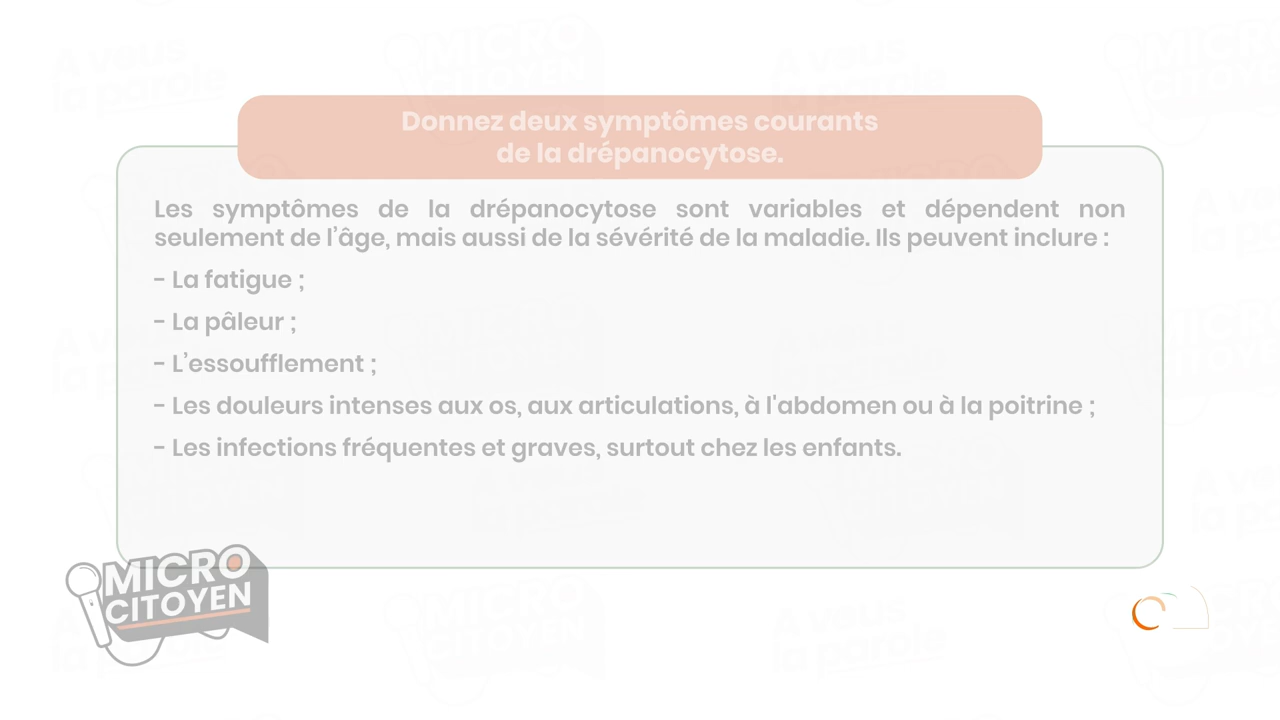 Donnez deux symptômes courants
de la drépanocytose.
Les symptômes de la drépanocytose sont variables et dépendent non
seulement de l’âge, mais aussi de la sévérité de la maladie. Ils peuvent inclure :
- La fatigue ;
- La pâleur ;
- L’essoufflement ;
- Les douleurs intenses aux os, aux articulations, à l'abdomen ou à la poitrine ;
- Les infections fréquentes et graves, surtout chez les enfants.
MICRO
CITOYEN